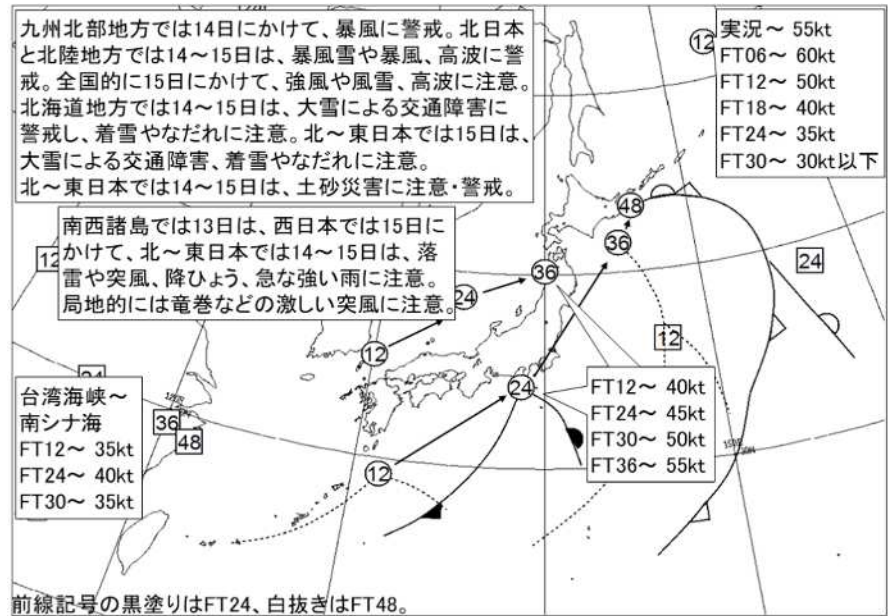 九州北部地方では14日にかけて、暴風に警戒。北日本
と北陸地方では14～15日は、暴風雪や暴風、高波に警
戒。全国的に15日にかけて、強風や風雪、高波に注意。
北海道地方では14～15日は、大雪による交通障害に
警戒し、着雪やなだれに注意。北～東日本では15日は、
大雪による交通障害、着雪やなだれに注意。
北～東日本では14～15日は、土砂災害に注意・警戒。
南西諸島では13日は、西日本では15日に
かけて、北～東日本では14～15日は、落
雷や突風、降ひょう、急な強い雨に注意。
局地的には竜巻などの激しい突風に注意。
12
実況～ 55kt
FT06～ 60kt
FT12～ 50kt
FT18～ 40kt
FT24～ 35kt
FT30～ 30kt以下
48
36
24
12
36
24
12
12
24
12
24
36
48
120E
150E
30N
台湾海峡～
南シナ海
FT12～ 35kt
FT24～ 40kt
FT30～ 35kt
FT12～ 40kt
FT24～ 45kt
FT30～ 50kt
FT36～ 55kt
12
前線記号の黒塗りはFT24、白抜きはFT48。